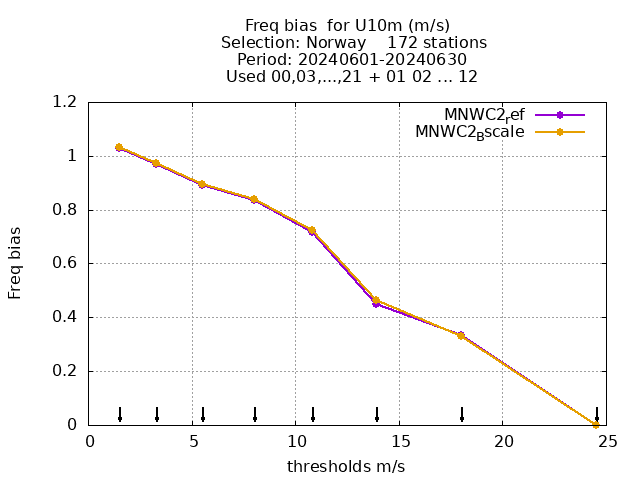 Freq bias  for U10m (m/s)
Selection: Norway    172 stations
Period: 20240601-20240630
Used 00,03,...,21 + 01 02 ... 12
MNWC2_ref
MNWC2_Bscale
1.2
1
0.8
0.6
0.4
0.2
0
Freq bias
0 5 10 15 20 25
thresholds m/s